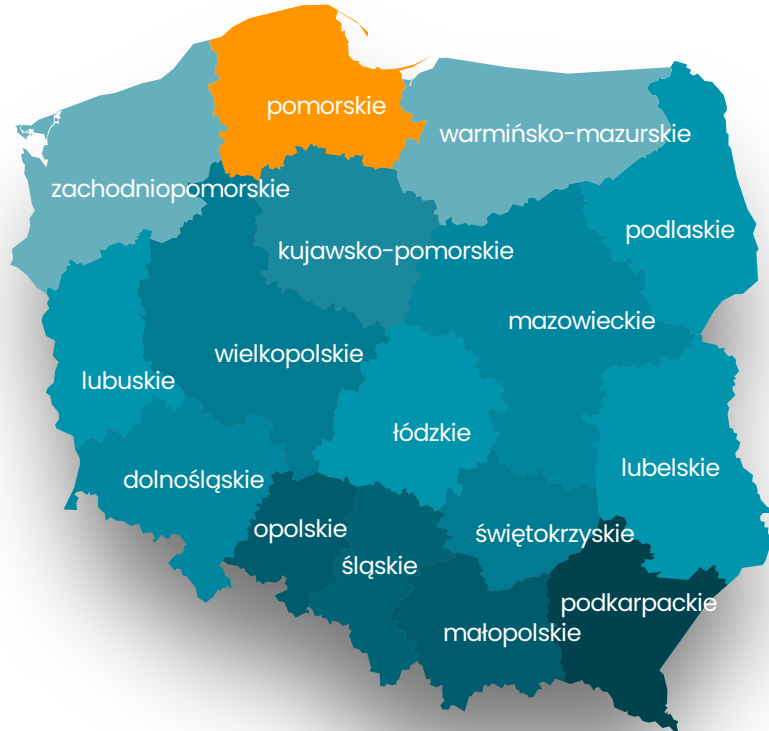 pomorskie
warmińsko-mazurskie
zachodniopomorskie
podlaskie
kujawsko-pomorskie
mazowieckie
wielkopolskie
lubuskie
łódzkie
lubelskie
dolnośląskie
opolskie
świętokrzyskie
śląskie
podkarpackie
małopolskie